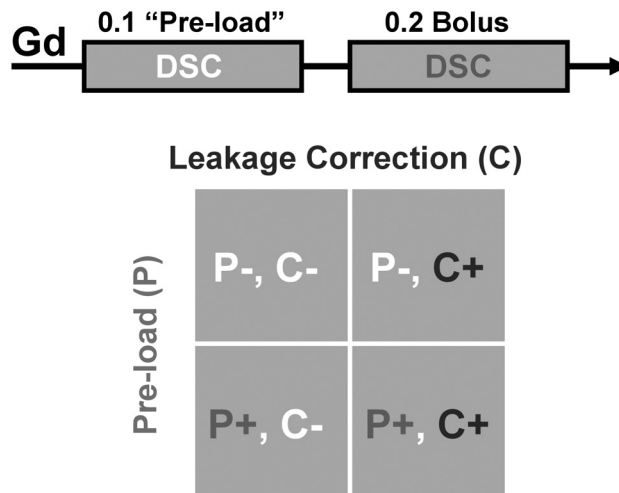 0.1 “Pre-load” 0.2 Bolus
Gd
DSC DSC
Leakage Correction (C)
Pre-load (P)
P-, C- P-, C+
P+, C- P+, C+